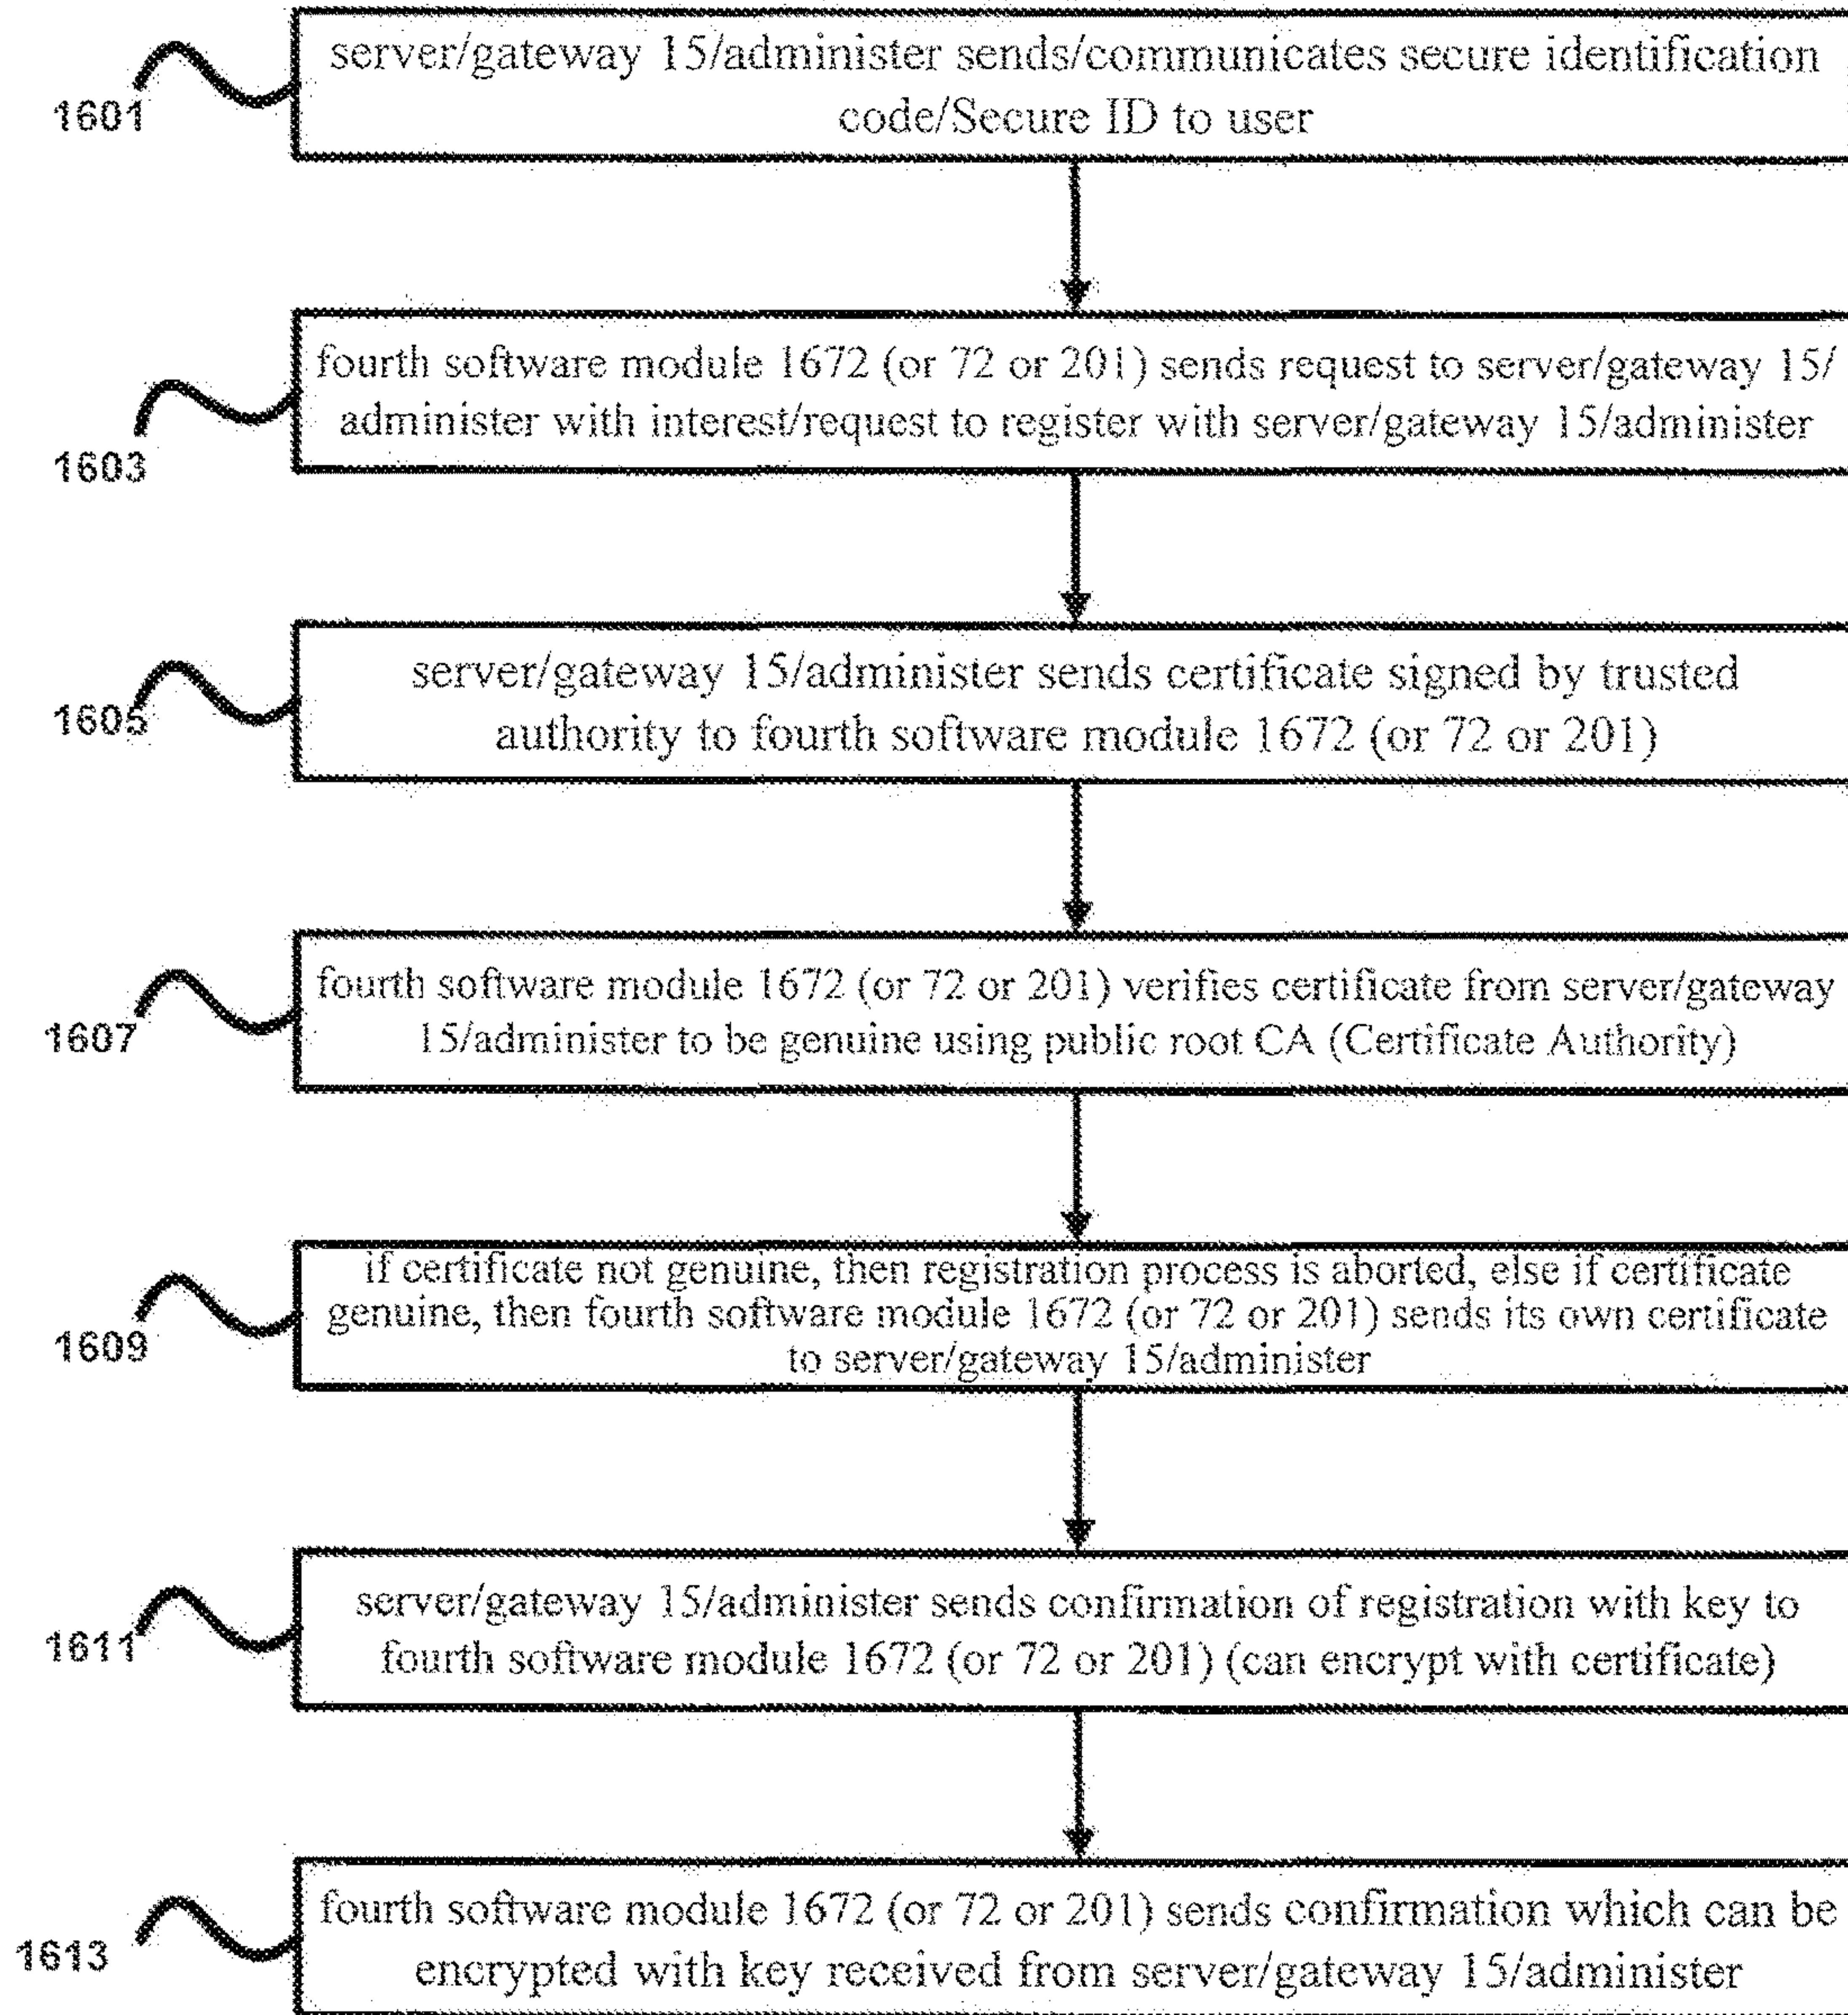 server/gateway 15/administer sends/communicates secure identification
code/Secure ID to user
1601
fourth software module 1672 (or 72 or 201) sends request to server/gateway 15/
administer with interest/request to register with server/gateway 15/administer
1603
server/gateway 15/administer sends certificate signed by trusted
authority to fourth software module 1672 (or 72 or 201)
1605
fourth software module 1672 (or 72 or 201) verifies certificate from server/gateway
15/administer to be genuine using public root CA (Certificate Authority)
1607
if certificate not genuine, then registration process is aborted, else if certificate
genuine, then fourth software module 1672 (or 72 or 201) sends its own certificate
to server/gateway 15/administer
1609
server/gateway 15/administer sends confirmation of registration with key to
fourth software module 1672 (or 72 or 201) (can encrypt with certificate)
1611
fourth software module 1672 (or 72 or 201) sends confirmation which can be
encrypted with key received from server/gateway 15/administer
1613